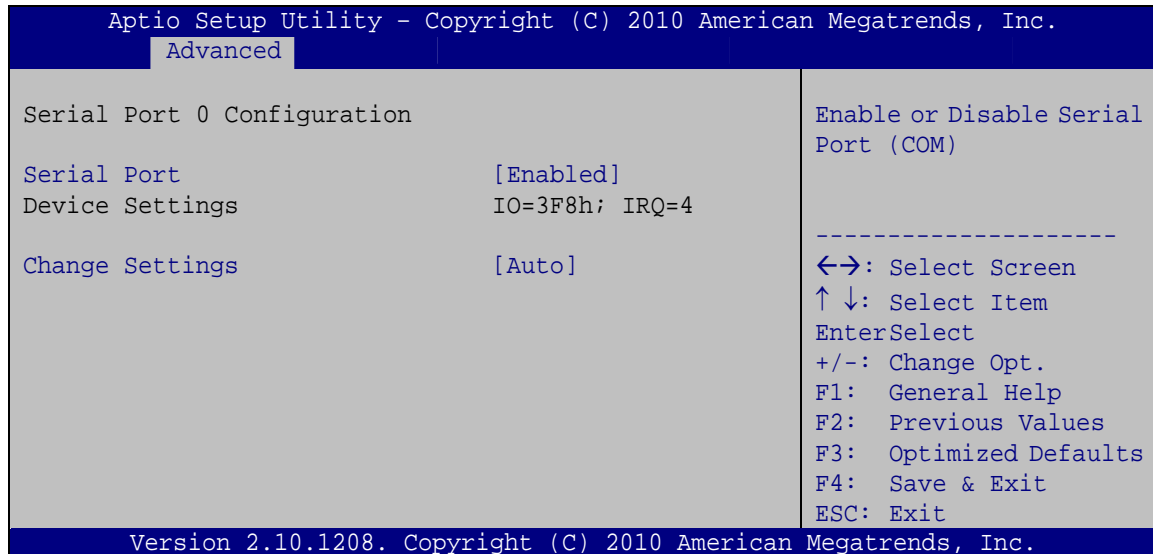 Aptio Setup Utility – Copyright (C) 2010 American Megatrends, Inc.
Advanced
Serial Port 0 Configuration
Serial Port [Enabled]
Device Settings IO=3F8h; IRQ=4
Change Settings [Auto]
Enable or Disable Serial
Port (COM)
---------------------
←→: Select Screen
↑ ↓: Select Item
EnterSelect
+/-: Change Opt.
F1: General Help
F2: Previous Values
F3: Optimized Defaults
F4: Save & Exit
ESC: Exit
Version 2.10.1208. Copyright (C) 2010 American Megatrends, Inc.